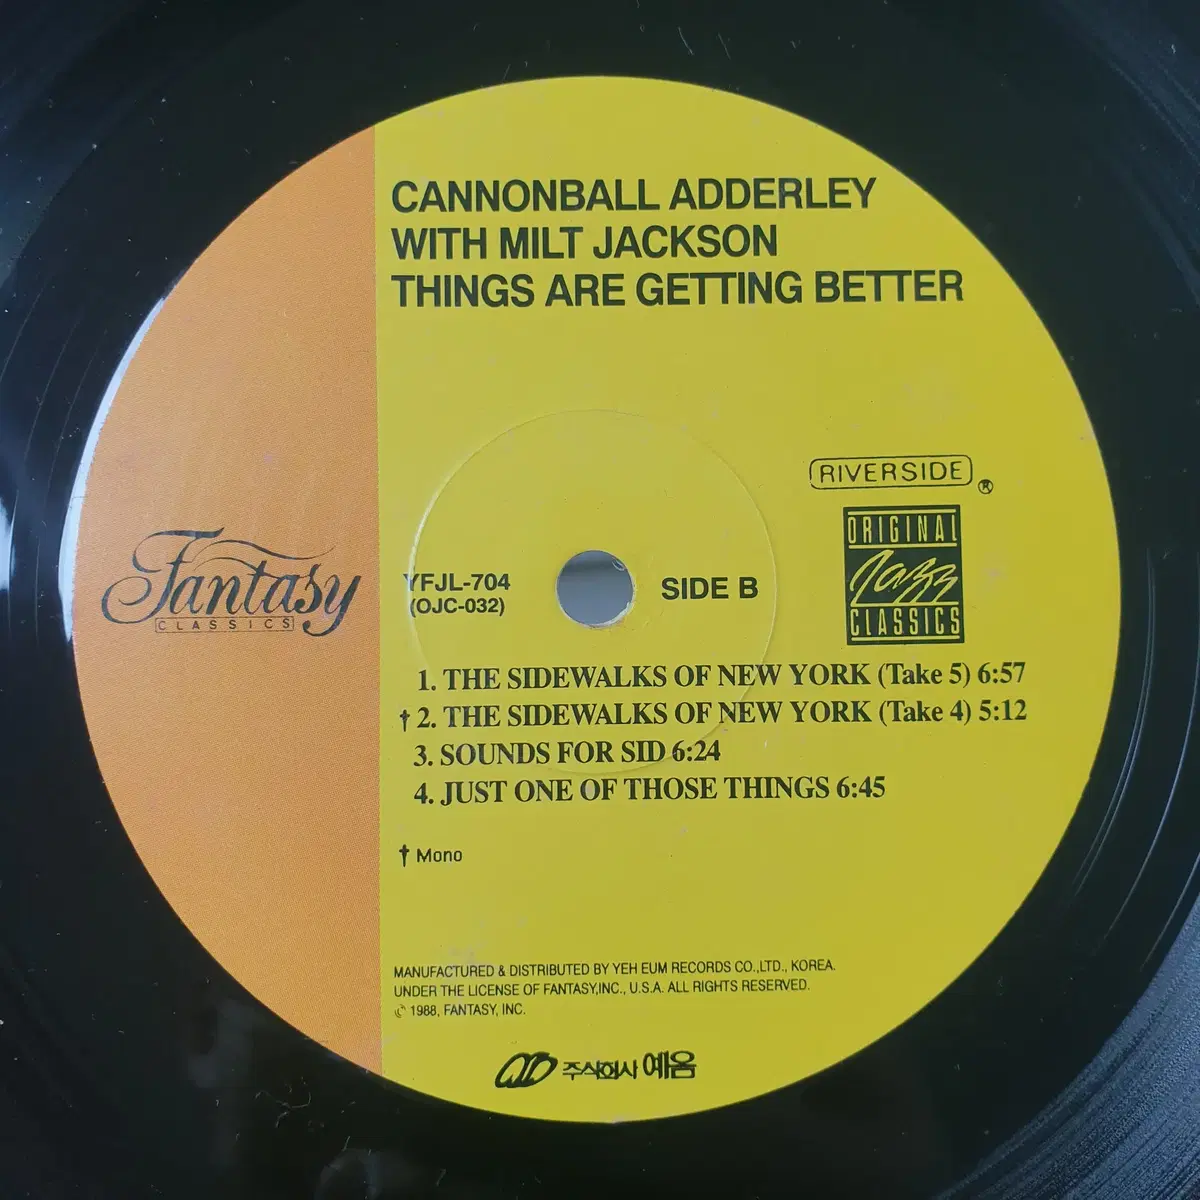 CANNONBALL ADDERLEY
WITH MILT JACKSON
THINGS ARE GETTING BETTER
RIVERSIDE ®
ORIGINAL
Jazz
CLASSICS
Fantasy
CLASSICS
YFJL-704
(OJC-032)
SIDE B
1. THE SIDEWALKS OF NEW YORK (Take 5) 6:57
† 2. THE SIDEWALKS OF NEW YORK (Take 4) 5:12
3. SOUNDS FOR SID 6:24
4. JUST ONE OF THOSE THINGS 6:45
† Mono
MANUFACTURED & DISTRIBUTED BY YEH EUM RECORDS CO.,LTD., KOREA.
UNDER THE LICENSE OF FANTASY,INC., U.S.A. ALL RIGHTS RESERVED.
℗ 1988, FANTASY, INC.
주식회사 예음